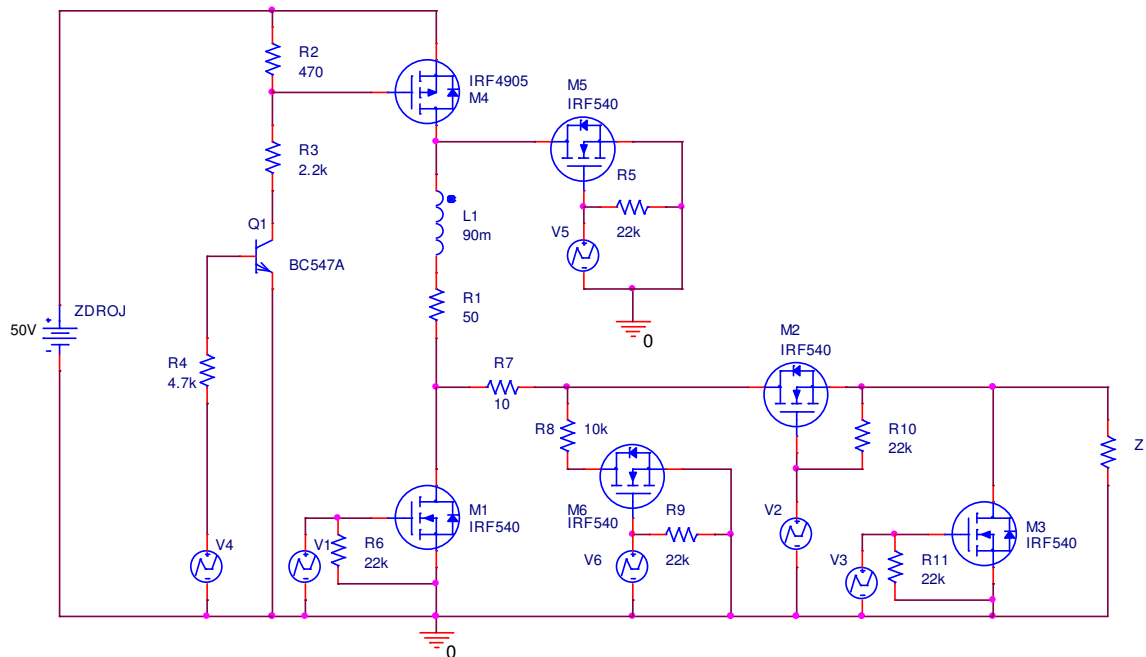 R2
470
IRF4905
M4
M5
IRF540
R3
2.2k
R5
22k
Q1
BC547A
L1
90m
V5
R1
50
0
50V
ZDROJ
R4
4.7k
R7
10
M2
IRF540
R8
10k
R10
22k
Z
M1
IRF540
M6
IRF540
R9
22k
V2
M3
IRF540
V4
V1
R6
22k
V6
V3
R11
22k
0